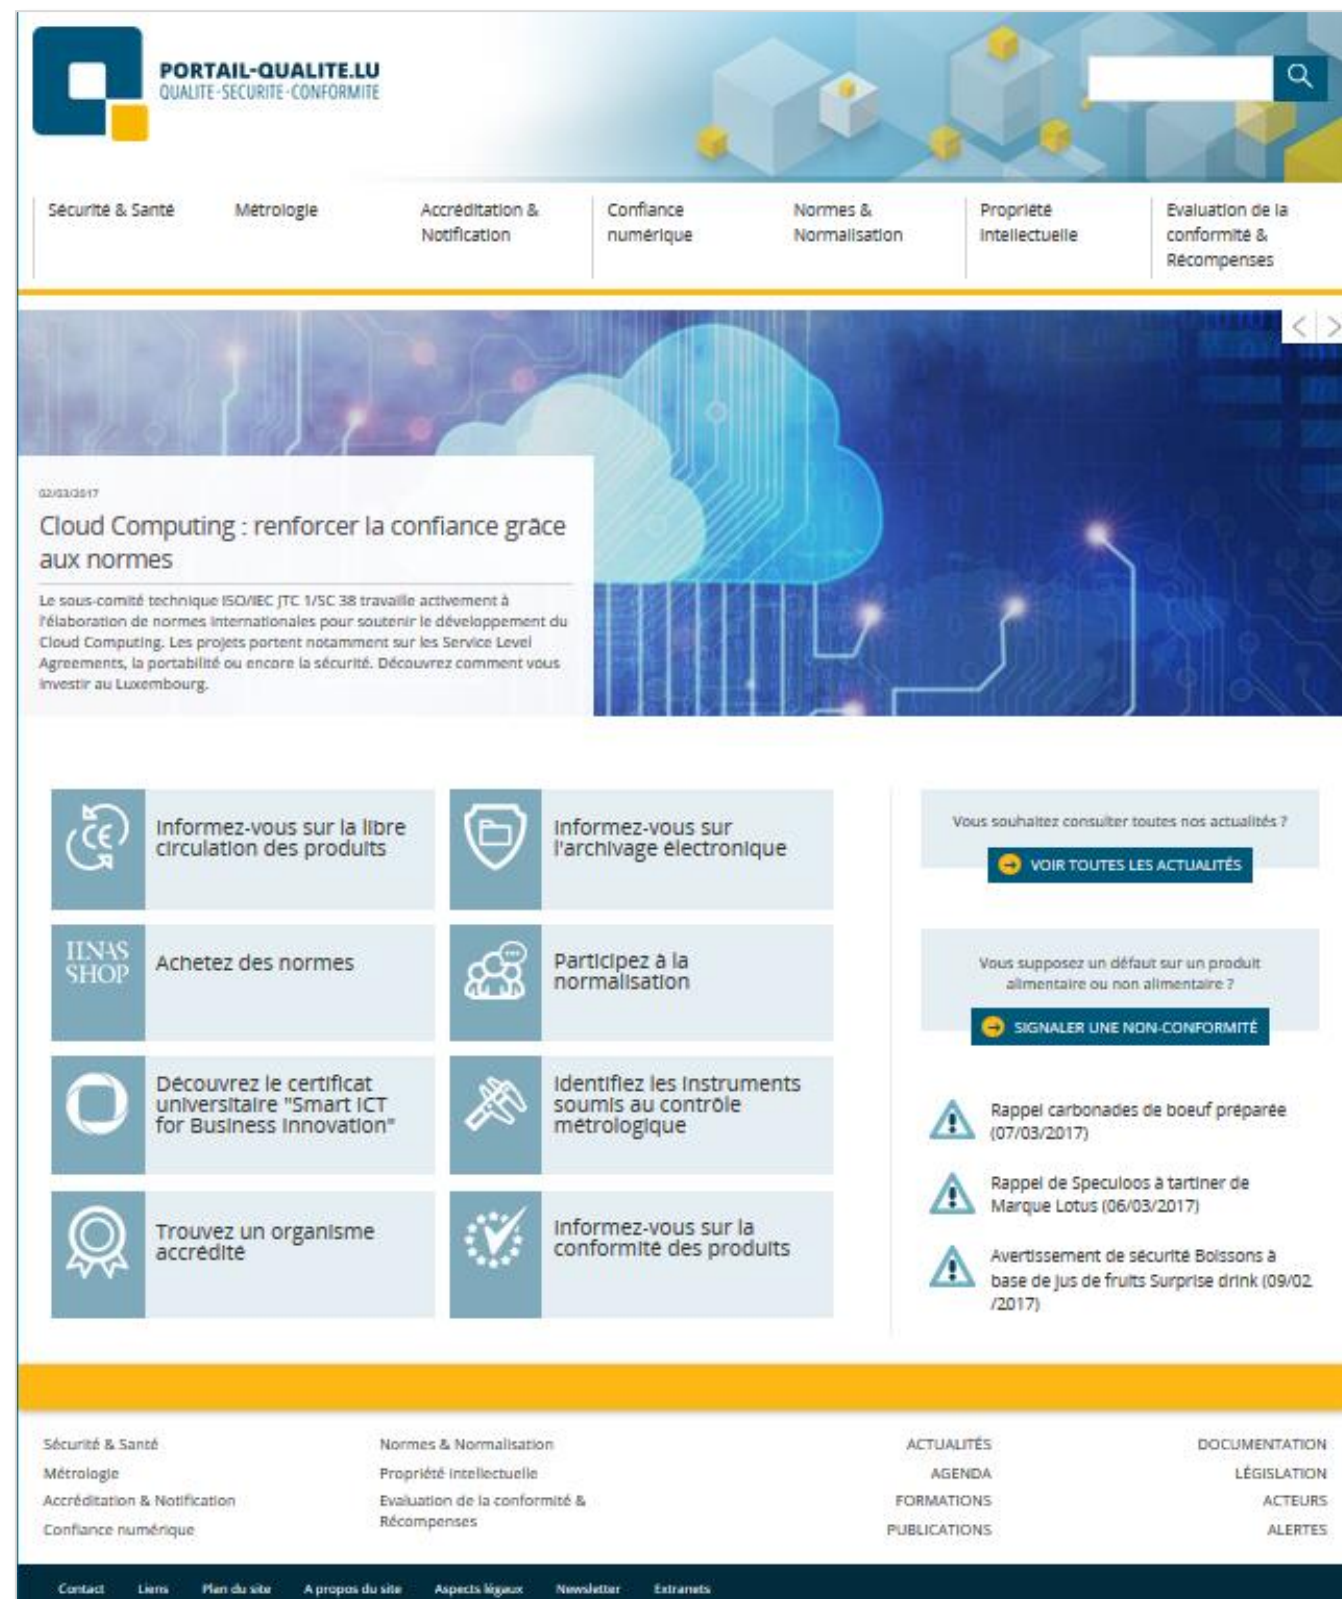 PORTAIL-QUALITE.LU
QUALITE-SECURITE-CONFORMITE
Sécurité & Santé
Métrologie
Accréditation &
Notification
Confiance
numérique
Normes &
Normalisation
Propriété
Intellectuelle
Evaluation de la
conformité &
Récompenses
02/03/2017
Cloud Computing : renforcer la confiance grâce
aux normes
Le sous-comité technique ISO/IEC JTC 1/SC 38 travaille activement à
l'élaboration de normes internationales pour soutenir le développement du
Cloud Computing. Les projets portent notamment sur les Service Level
Agreements, la portabilité ou encore la sécurité. Découvrez comment vous
investir au Luxembourg.
CE
Informez-vous sur la libre
circulation des produits
Informez-vous sur
l'archivage électronique
ILNAS
SHOP
Achetez des normes
Participez à la
normalisation
Découvrez le certificat
universitaire "Smart ICT
for Business Innovation"
Identifiez les instruments
soumis au contrôle
métrologique
Trouvez un organisme
accrédité
Informez-vous sur la
conformité des produits
Vous souhaitez consulter toutes nos actualités ?
VOIR TOUTES LES ACTUALITÉS
Vous supposez un défaut sur un produit
alimentaire ou non alimentaire ?
SIGNALER UNE NON-CONFORMITÉ
Rappel carbonades de boeuf préparée
(07/03/2017)
Rappel de Speculoos à tartiner de
Marque Lotus (06/03/2017)
Avertissement de sécurité Boissons à
base de jus de fruits Surprise drink (09/02
/2017)
Sécurité & Santé
Métrologie
Accréditation & Notification
Confiance numérique
Normes & Normalisation
Propriété intellectuelle
Evaluation de la conformité &
Récompenses
ACTUALITÉS
AGENDA
FORMATIONS
PUBLICATIONS
DOCUMENTATION
LÉGISLATION
ACTEURS
ALERTES
Contact Liens Plan du site A propos du site Aspects légaux Newsletter Extranets